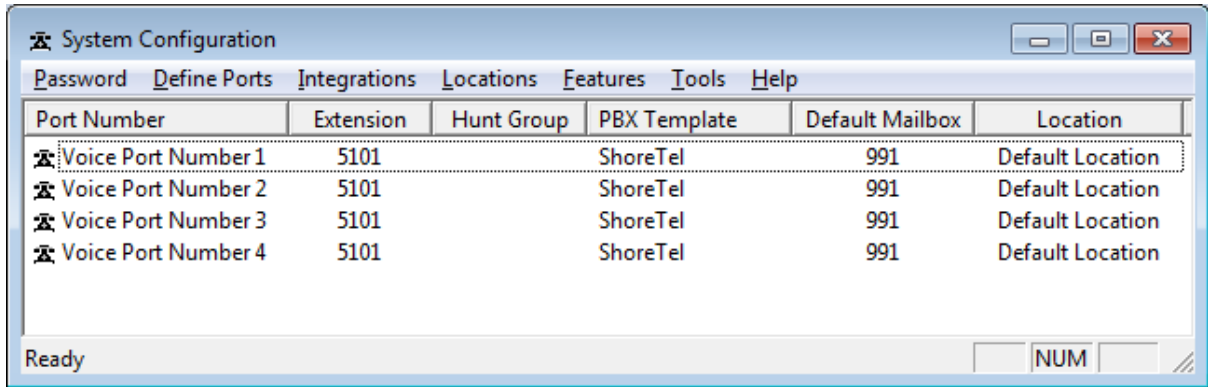 System Configuration
Password Define Ports Integrations Locations Features Tools Help
Port Number Extension Hunt Group PBX Template Default Mailbox Location
Voice Port Number 1 5101 ShoreTel 991 Default Location
Voice Port Number 2 5101 ShoreTel 991 Default Location
Voice Port Number 3 5101 ShoreTel 991 Default Location
Voice Port Number 4 5101 ShoreTel 991 Default Location
Ready NUM